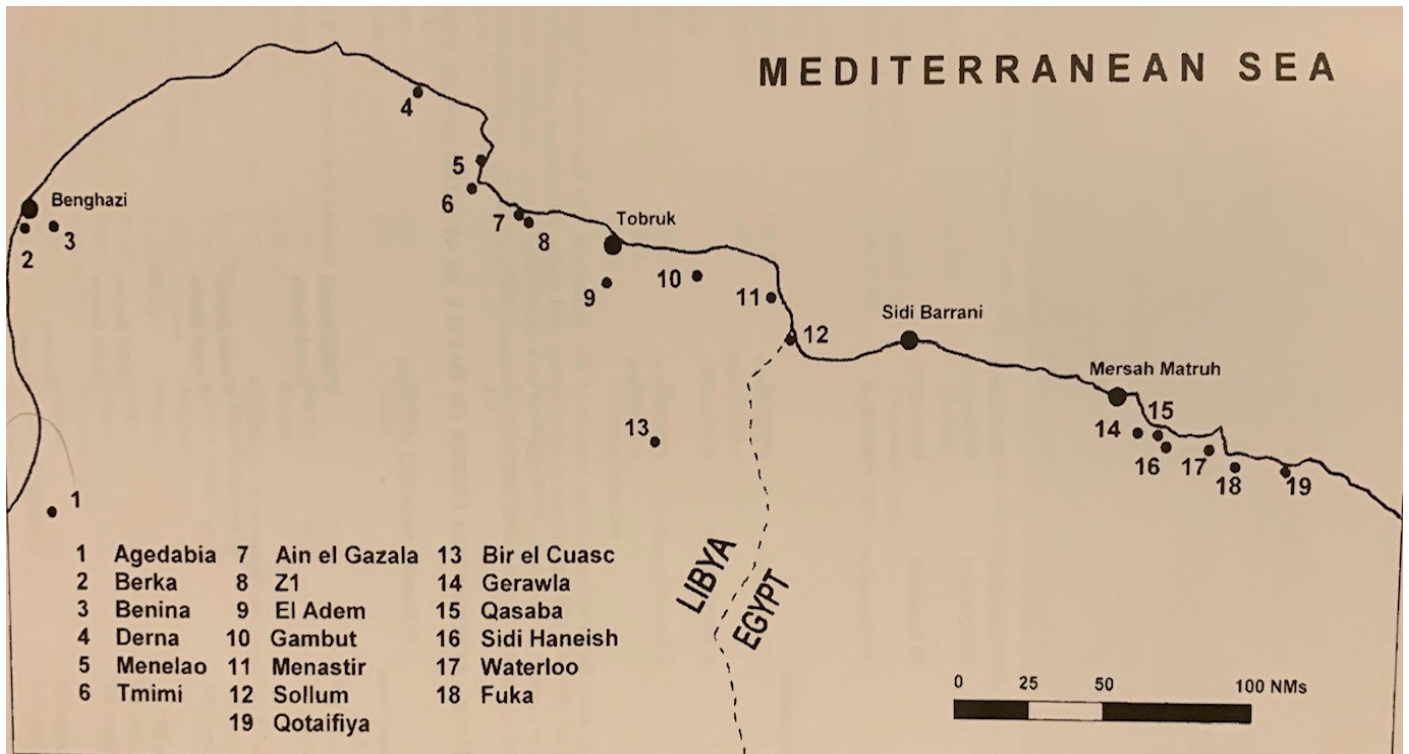 MEDITERRANEAN SEA
4
5
Benghazi
6
7
8
Tobruk
2
3
9
10
11
12
Sidi Barrani
Mersah Matruh
13
14
15
16
17
18
19
1
LIBYA
EGYPT
1 Agedabia 7 Ain el Gazala 13 Bir el Cuasc
2 Berka 8 Z1 14 Gerawla
3 Benina 9 El Adem 15 Qasaba
4 Derna 10 Gambut 16 Sidi Haneish
5 Menelao 11 Menastir 17 Waterloo
6 Tmimi 12 Sollum 18 Fuka
19 Qotaifiya
0 25 50 100 NMs